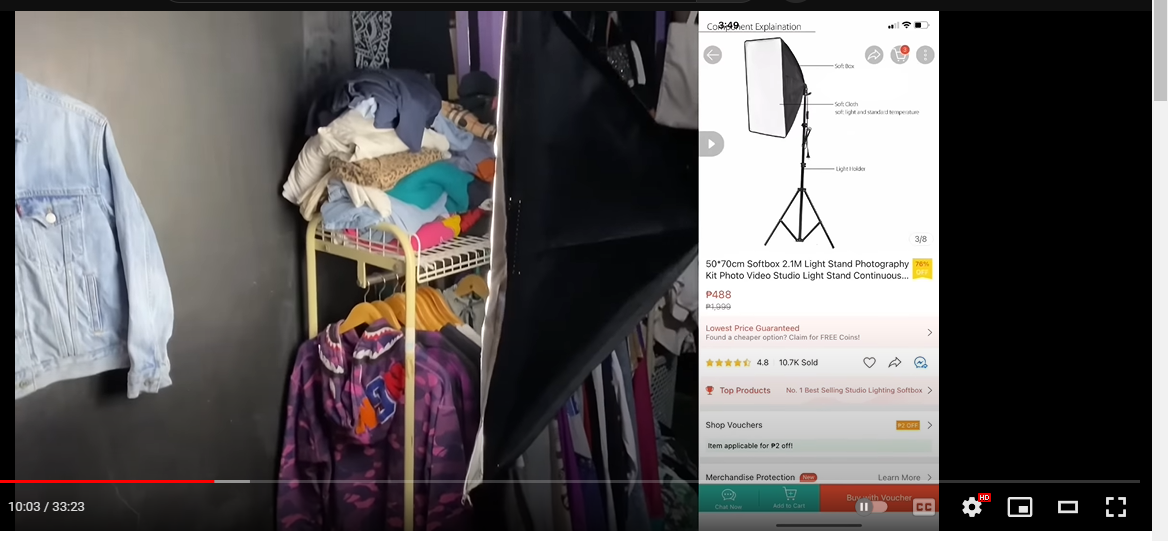 3:49
Component Explaination
Soft Box
Soft Cloth
soft light and standard temperature
Light Holder
3/8
50*70cm Softbox 2.1M Light Stand Photography
Kit Photo Video Studio Light Stand Continuous...
76%
OFF
₱488
₱1,999
Lowest Price Guaranteed
Found a cheaper option? Claim for FREE Coins!
4.8 10.7K Sold
Top Products No. 1 Best Selling Studio Lighting Softbox
Shop Vouchers ₱2 OFF
Item applicable for ₱2 off!
Merchandise Protection New Learn More
Chat Now Add to Cart Buy with Voucher
10:03 / 33:23 CC HD